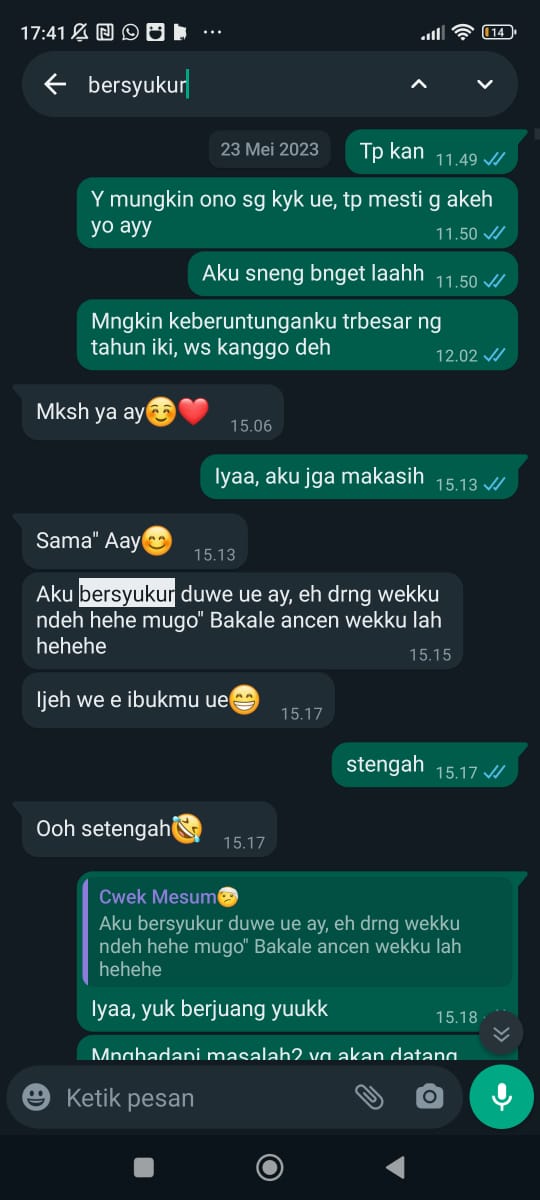 17:41
14
bersyukur
23 Mei 2023
Tp kan 11.49
Y mungkin ono sg kyk ue, tp mesti g akeh
yo ayy 11.50
Aku sneng bnget laahh 11.50
Mngkin keberuntunganku trbesar ng
tahun iki, ws kanggo deh 12.02
Mksh ya ay☺️❤️ 15.06
Iyaa, aku jga makasih 15.13
Sama" Aay😊 15.13
Aku bersyukur duwe ue ay, eh drng wekku
ndeh hehe mugo" Bakale ancen wekku lah
hehehe 15.15
Ijeh we e ibukmu ue😁 15.17
stengah 15.17
Ooh setengah🤣 15.17
Cwek Mesum🤕
Aku bersyukur duwe ue ay, eh drng wekku
ndeh hehe mugo" Bakale ancen wekku lah
hehehe
Iyaa, yuk berjuang yuukk 15.18
Mnghadapi masalah2 yg akan datang
Ketik pesan